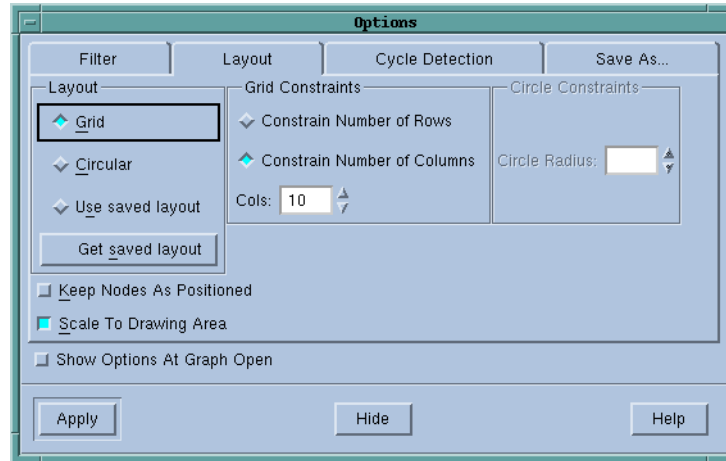 Options
Filter
Layout
Cycle Detection
Save As...
Layout
Grid
Circular
Use saved layout
Get saved layout
Grid Constraints
Constrain Number of Rows
Constrain Number of Columns
Cols: 10
Circle Constraints
Circle Radius:
Keep Nodes As Positioned
Scale To Drawing Area
Show Options At Graph Open
Apply
Hide
Help